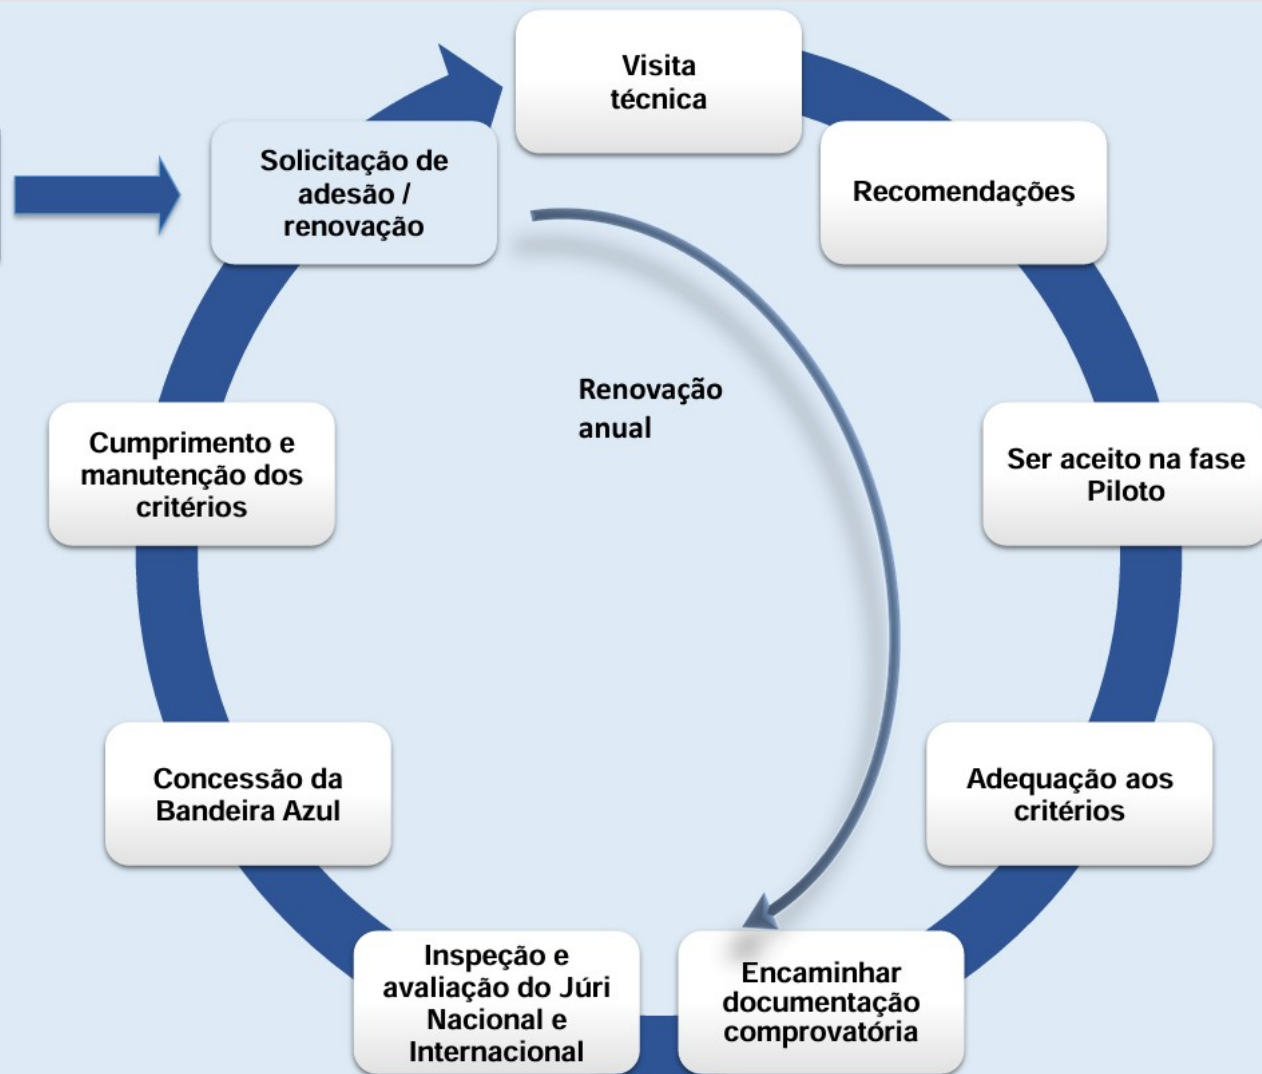 Visita
técnica
Recomendações
Ser aceito na fase
Piloto
Adequação aos
critérios
Encaminhar
documentação
comprovatória
Inspeção e
avaliação do Júri
Nacional e
Internacional
Concessão da
Bandeira Azul
Cumprimento e
manutenção dos
critérios
Solicitação de
adesão /
renovação
Renovação
anual